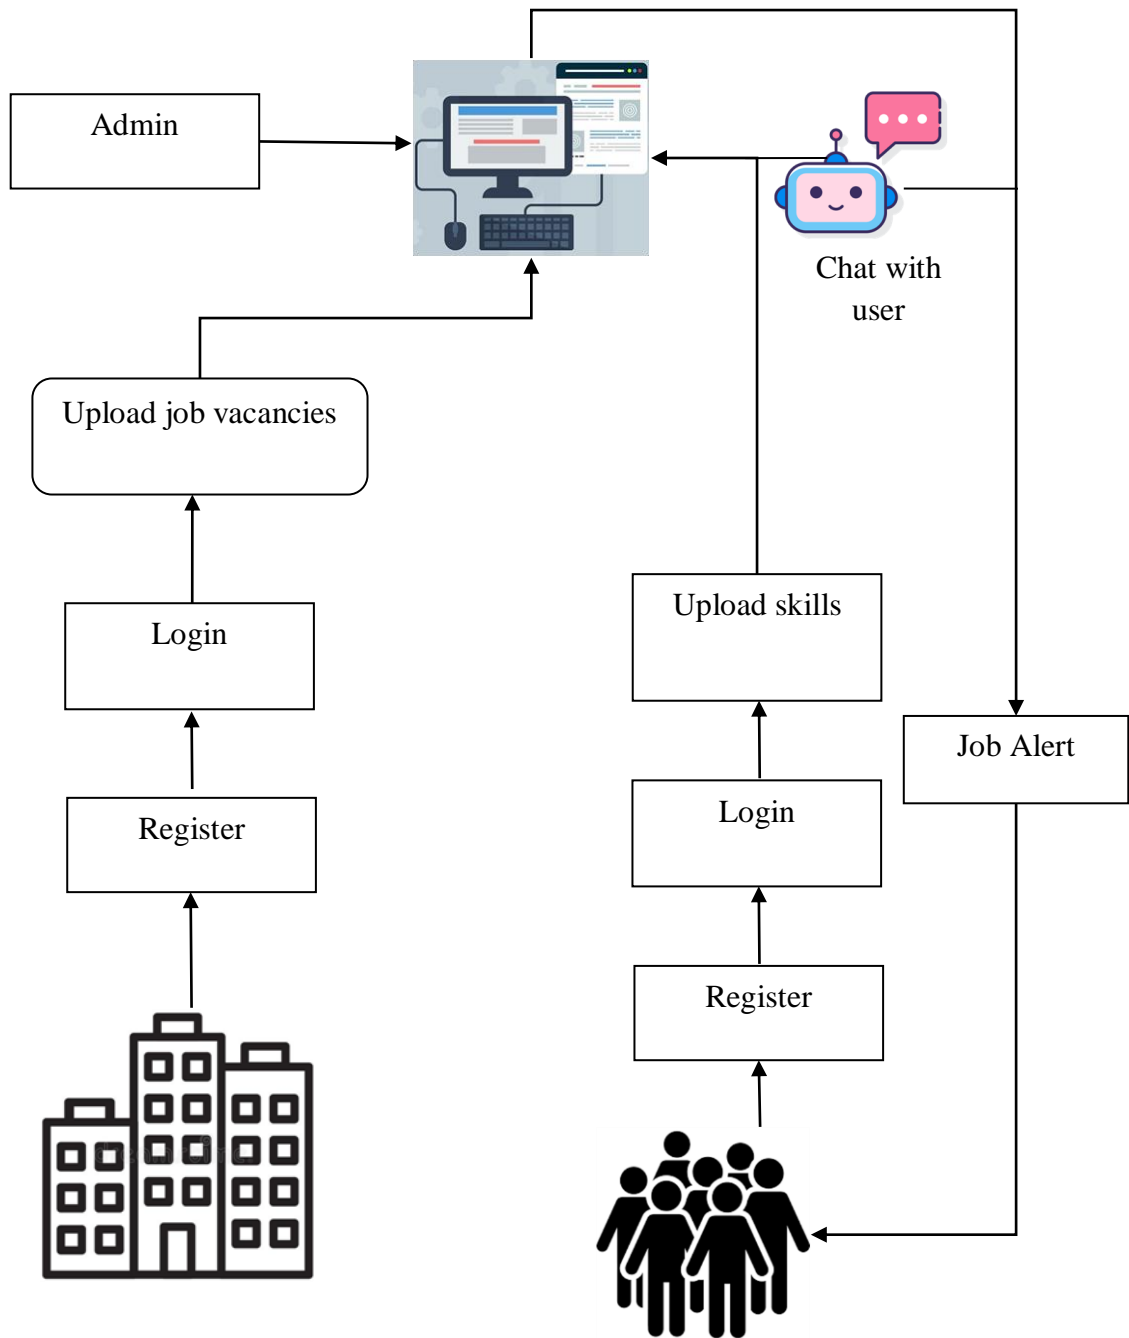 Admin
Chat with
user
Upload job vacancies
Login
Register
Upload skills
Login
Register
Job Alert